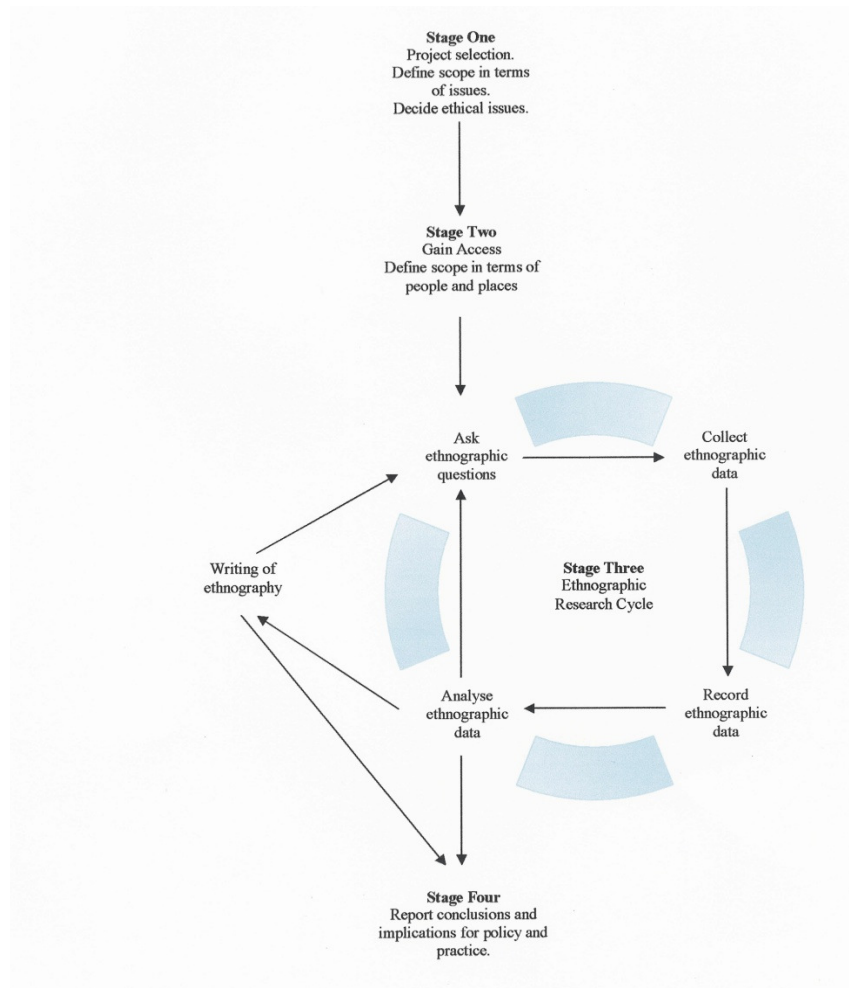 Stage One
Project selection.
Define scope in terms
of issues.
Decide ethical issues.
Stage Two
Gain Access
Define scope in terms of
people and places
Ask
ethnographic
questions
Collect
ethnographic
data
Writing of
ethnography
Stage Three
Ethnographic
Research Cycle
Analyse
ethnographic
data
Record
ethnographic
data
Stage Four
Report conclusions and
implications for policy and
practice.